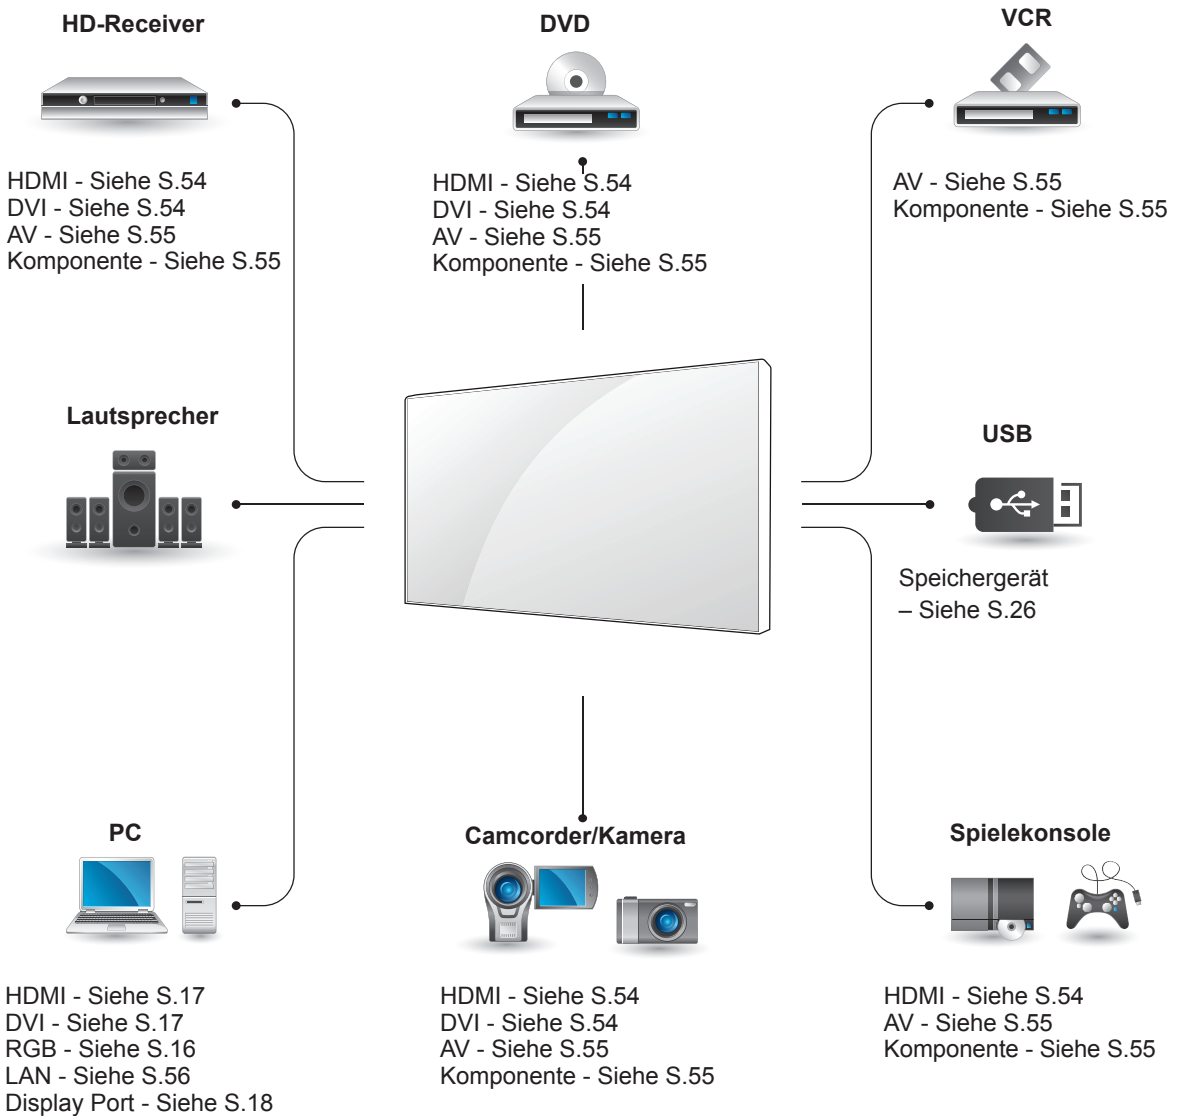 HD-Receiver
HDMI - Siehe S.54
DVI - Siehe S.54
AV - Siehe S.55
Komponente - Siehe S.55
DVD
HDMI - Siehe S.54
DVI - Siehe S.54
AV - Siehe S.55
Komponente - Siehe S.55
VCR
AV - Siehe S.55
Komponente - Siehe S.55
Lautsprecher
USB
Speichergerät
– Siehe S.26
PC
HDMI - Siehe S.17
DVI - Siehe S.17
RGB - Siehe S.16
LAN - Siehe S.56
Display Port - Siehe S.18
Camcorder/Kamera
HDMI - Siehe S.54
DVI - Siehe S.54
AV - Siehe S.55
Komponente - Siehe S.55
Spielekonsole
HDMI - Siehe S.54
AV - Siehe S.55
Komponente - Siehe S.55